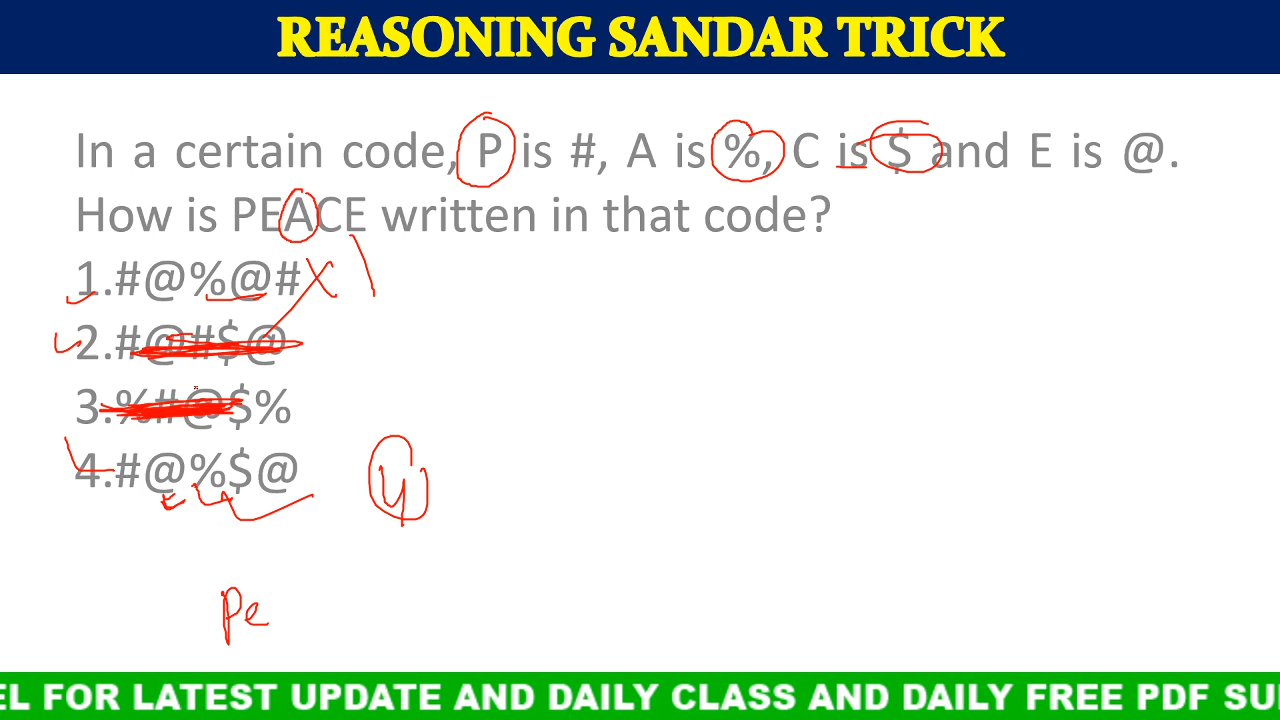 REASONING SANDAR TRICK
In a certain code, P is #, A is %, C is $ and E is @.
How is PEACE written in that code?
1.#@%@#
2.#@#$@
3.%#@$%
4.#@%$@
4
Pe
EL FOR LATEST UPDATE AND DAILY CLASS AND DAILY FREE PDF SU